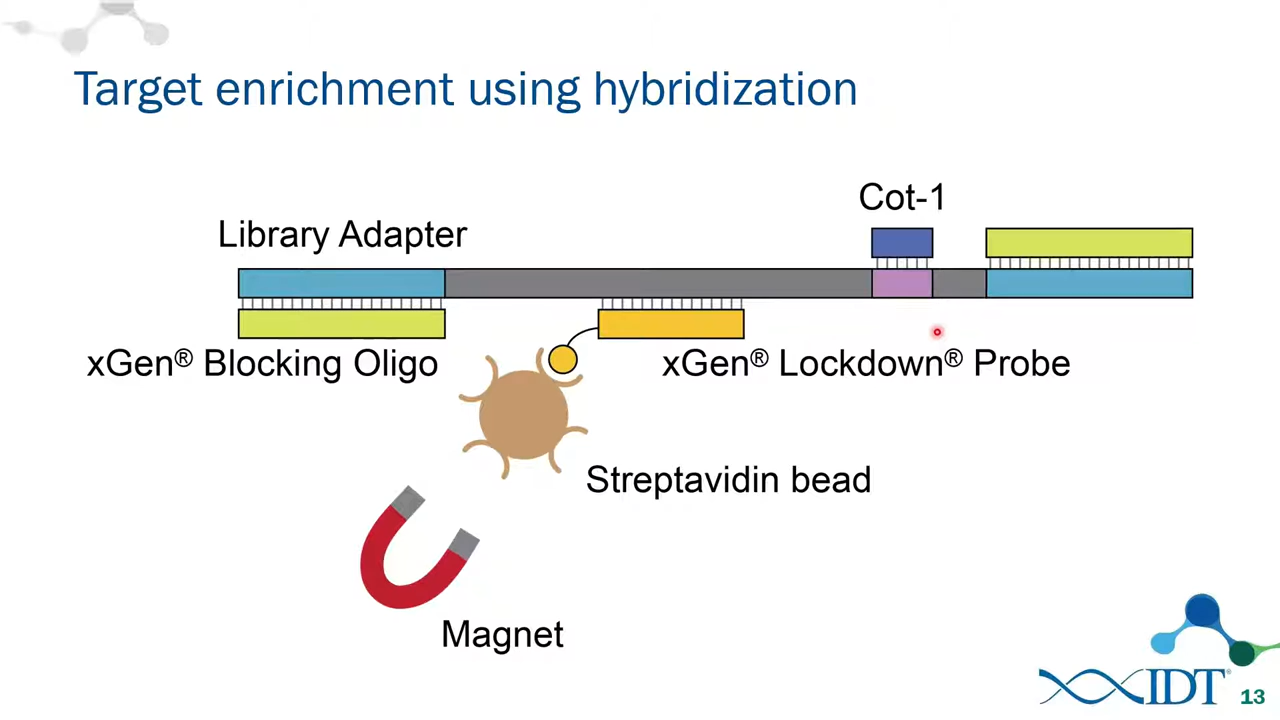 Target enrichment using hybridization
Cot-1
Library Adapter
xGen® Blocking Oligo
xGen® Lockdown® Probe
Streptavidin bead
Magnet
IDT®
13